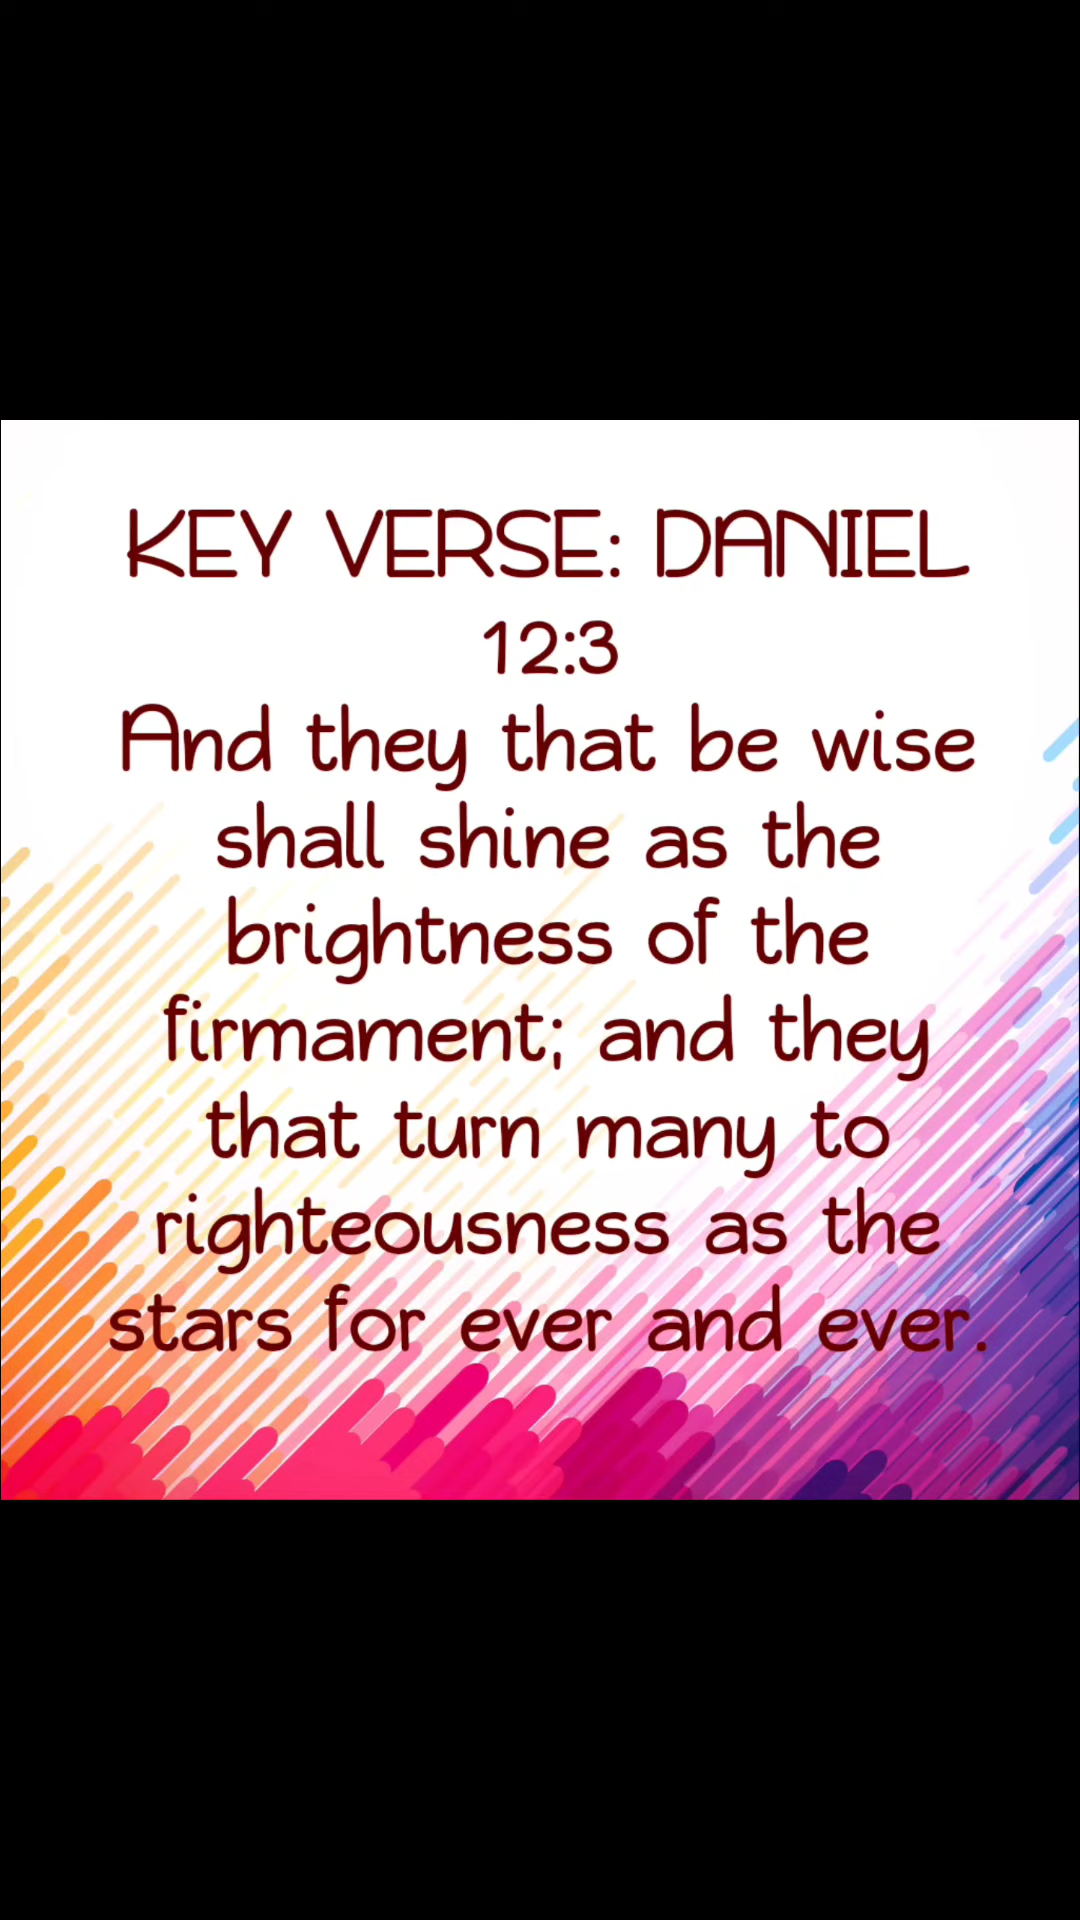 KEY VERSE: DANIEL
12:3
And they that be wise
shall shine as the
brightness of the
firmament; and they
that turn many to
righteousness as the
stars for ever and ever.